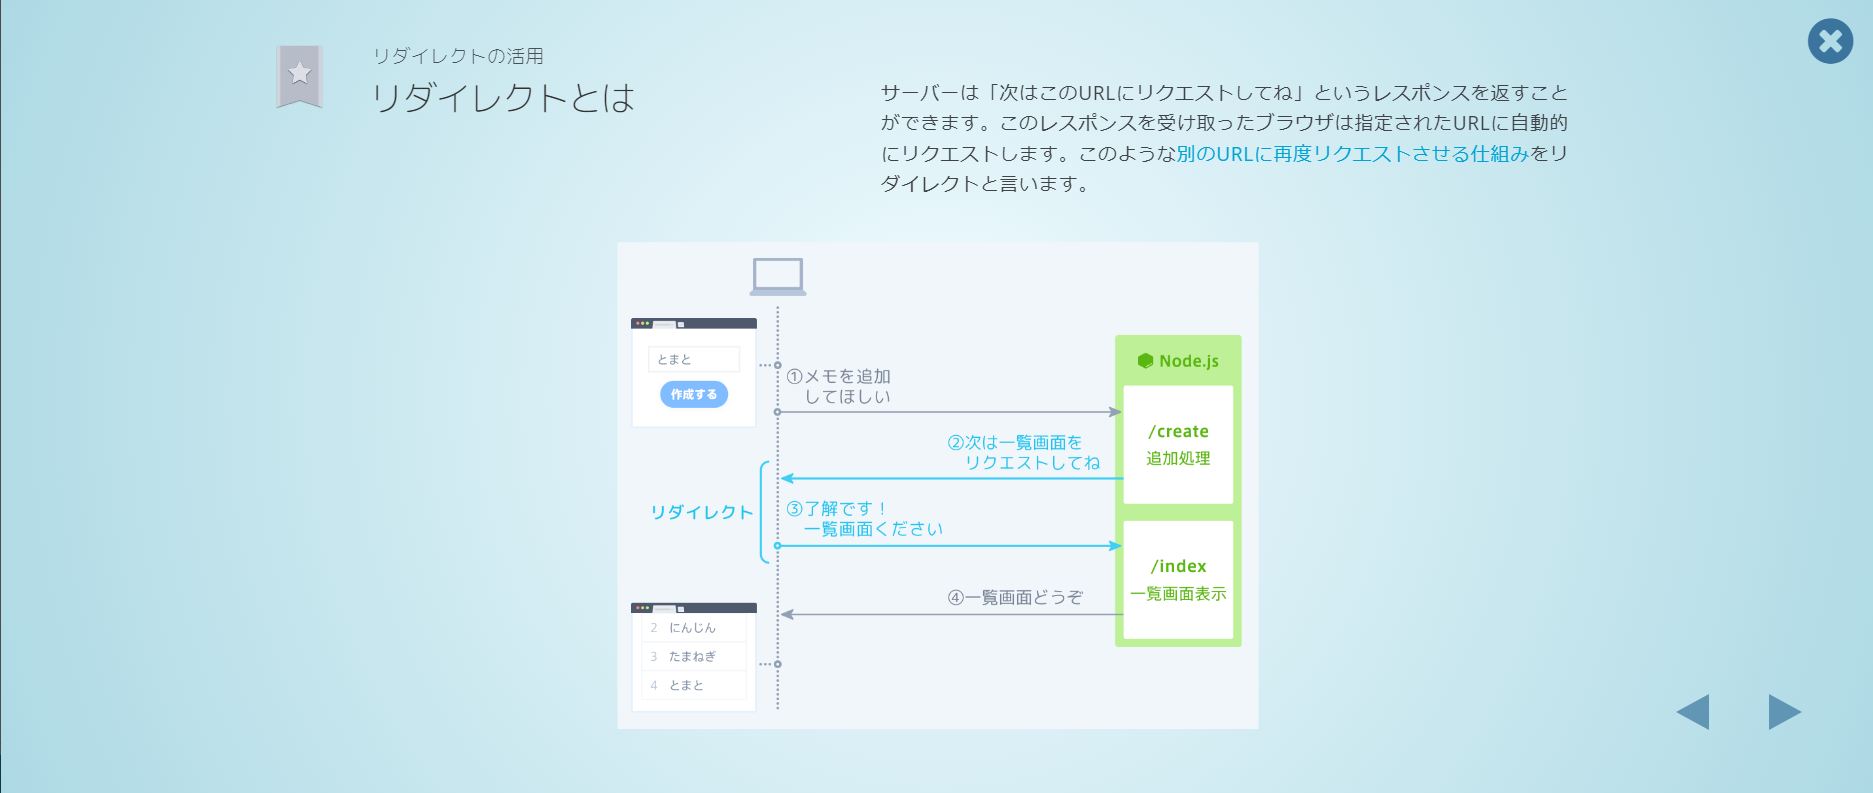 リダイレクトの活用
リダイレクトとは
サーバーは「次はこのURLにリクエストしてね」というレスポンスを返すこと
ができます。このレスポンスを受け取ったブラウザは指定されたURLに自動的
にリクエストします。このような別のURLに再度リクエストさせる仕組みをリ
ダイレクトと言います。
とまと
作成する
①メモを追加
してほしい
Node.js
/create
追加処理
②次は一覧画面を
リクエストしてね
リダイレクト
③了解です！
一覧画面ください
/index
一覧画面表示
④一覧画面どうぞ
2 にんじん
3 たまねぎ
4 とまと